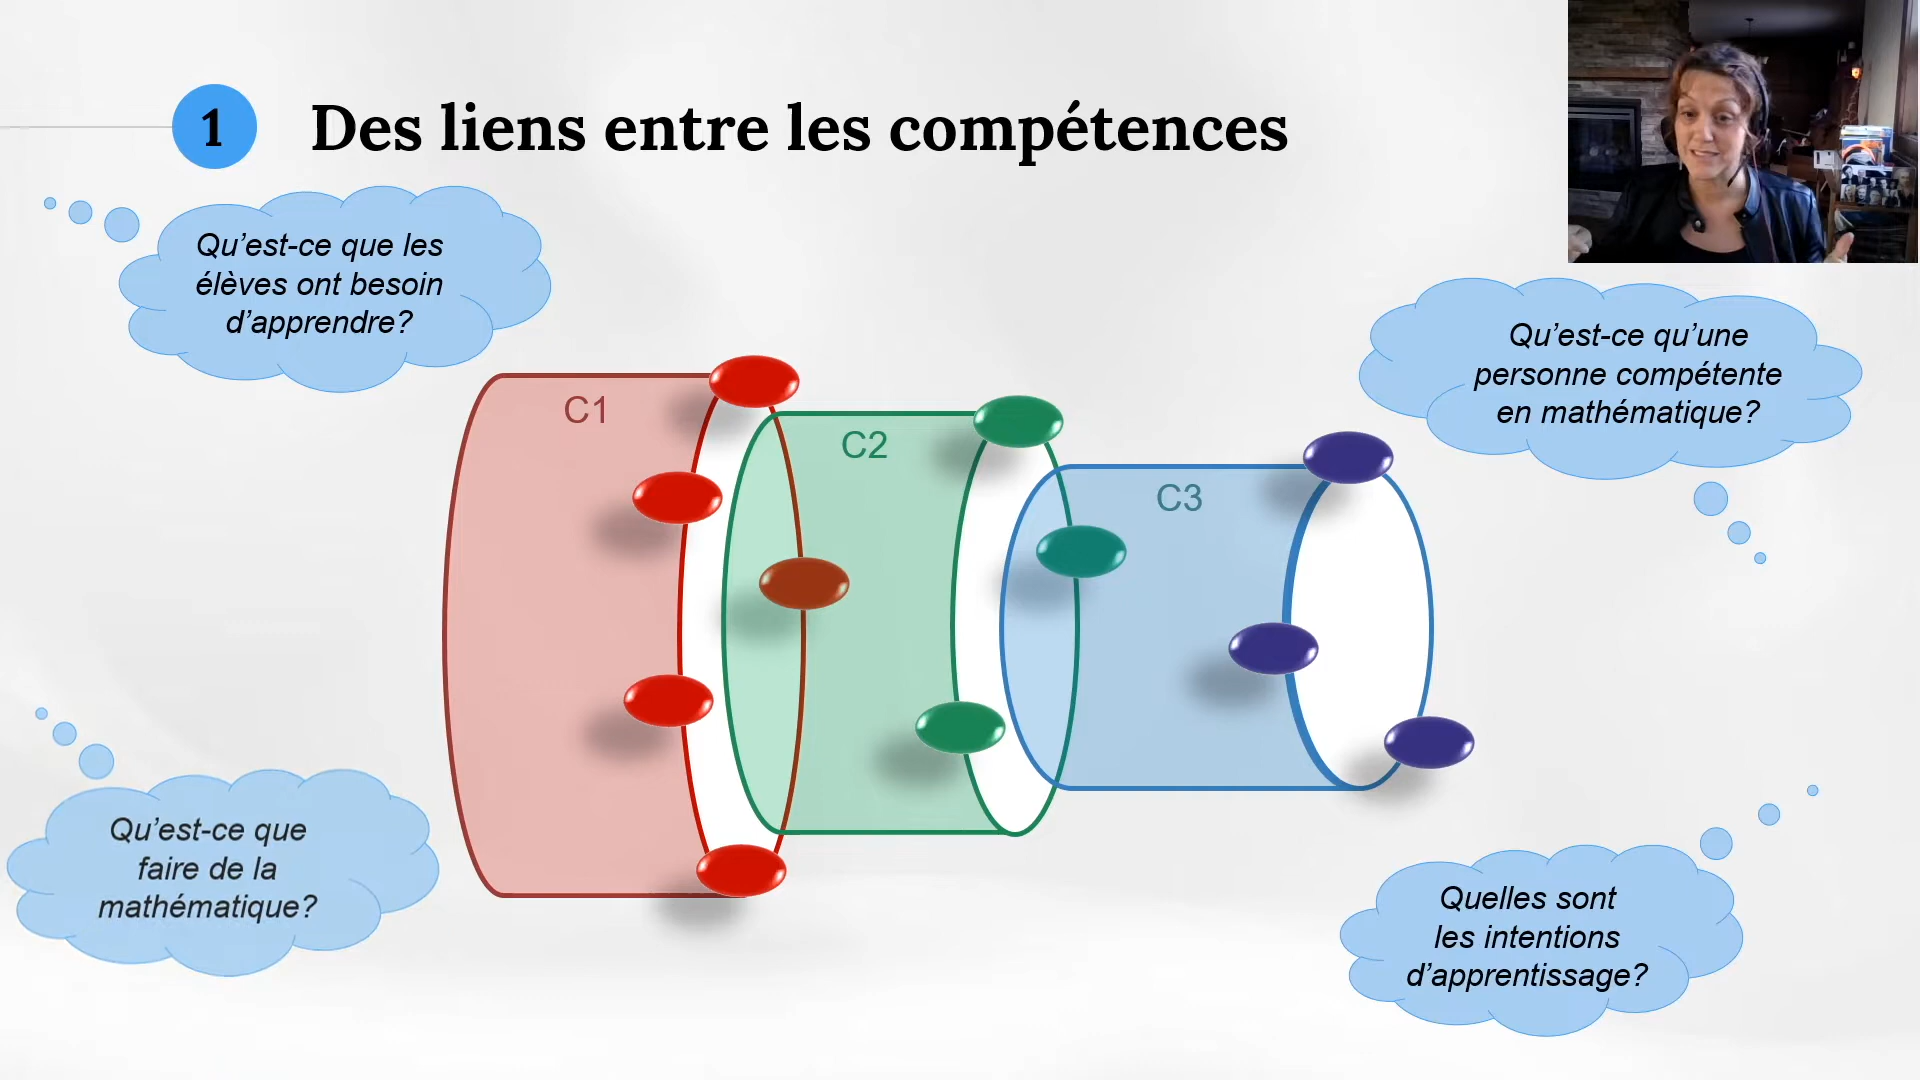 1 Des liens entre les compétences
Qu’est-ce que les
élèves ont besoin
d’apprendre?
Qu’est-ce qu’une
personne compétente
en mathématique?
C1
C2
C3
Qu’est-ce que
faire de la
mathématique?
Quelles sont
les intentions
d’apprentissage?